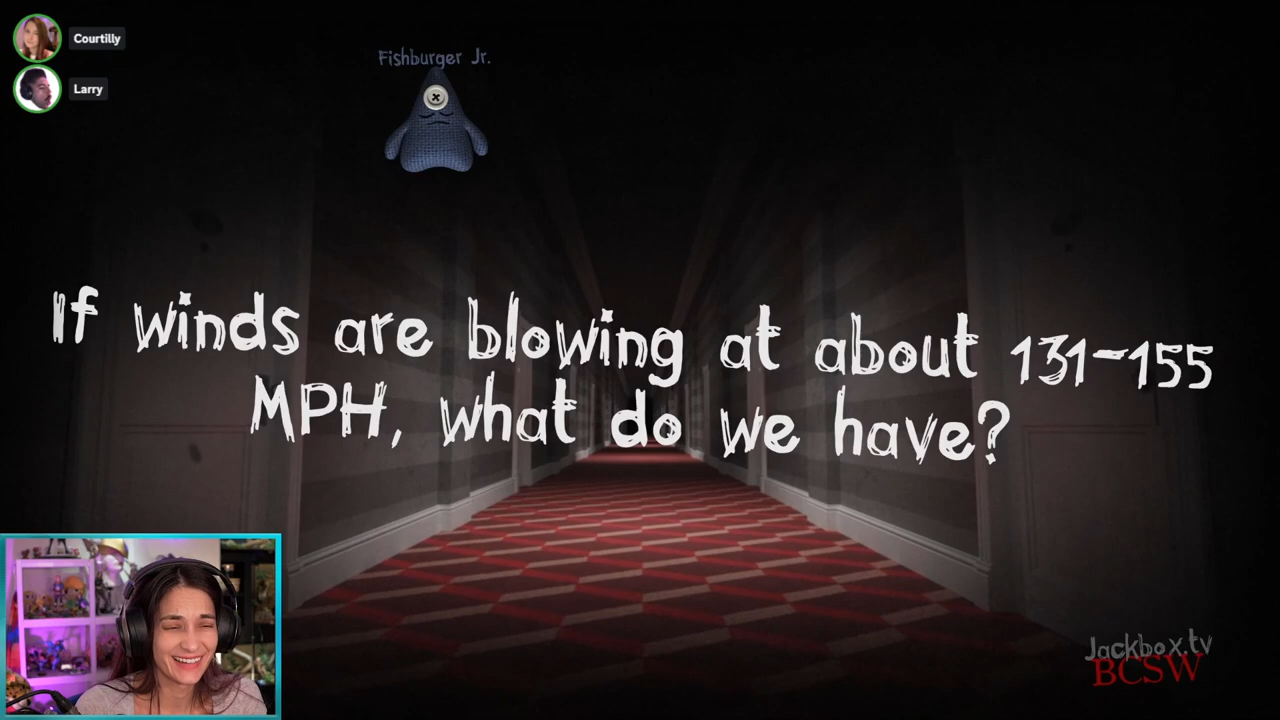 Courtilly
Larry
Fishburger Jr.
If winds are blowing at about 131-155
MPH, what do we have?
Jackbox.tv
BCSW